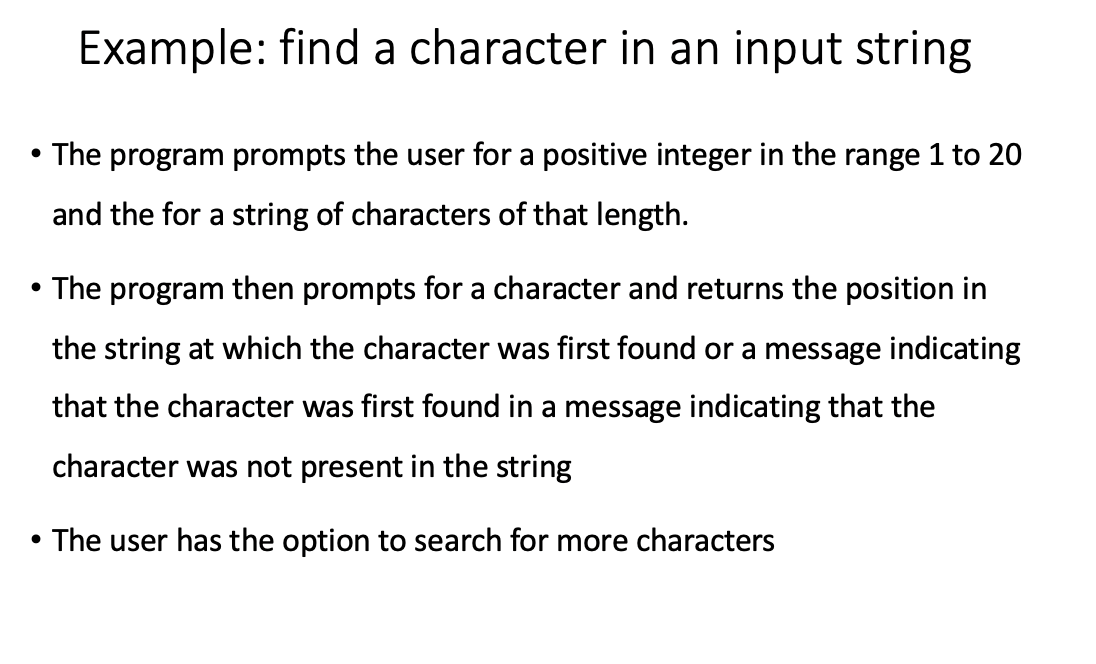 Example: find a character in an input string
• The program prompts the user for a positive integer in the range 1 to 20
and the for a string of characters of that length.
• The program then prompts for a character and returns the position in
the string at which the character was first found or a message indicating
that the character was first found in a message indicating that the
character was not present in the string
• The user has the option to search for more characters